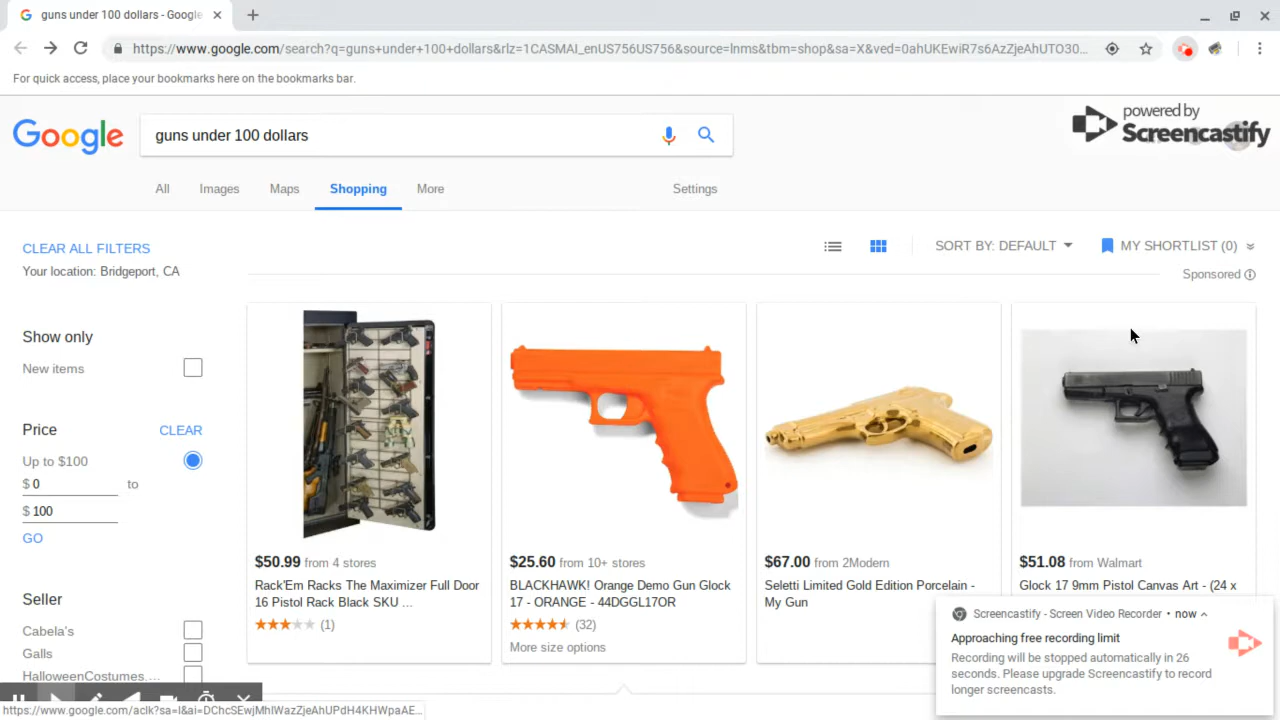 guns under 100 dollars - Google
https://www.google.com/search?q=guns+under+100+dollars&rlz=1CASMAI_enUS756US756&source=lnms&tbm=shop&sa=X&ved=0ahUKEwiR7s6AzZjeAhUTO30...
For quick access, place your bookmarks here on the bookmarks bar.
Google
guns under 100 dollars
powered by
Screencastify
All Images Maps Shopping More Settings
CLEAR ALL FILTERS
Your location: Bridgeport, CA
SORT BY: DEFAULT
MY SHORTLIST (0)
Sponsored
Show only
New items
Price CLEAR
Up to $100
$ 0 to
$ 100
GO
Seller
Cabela's
Galls
HalloweenCostumes....
$50.99 from 4 stores
Rack'Em Racks The Maximizer Full Door
16 Pistol Rack Black SKU ...
(1)
$25.60 from 10+ stores
BLACKHAWK! Orange Demo Gun Glock
17 - ORANGE - 44DGGL17OR
(32)
More size options
$67.00 from 2Modern
Seletti Limited Gold Edition Porcelain -
My Gun
$51.08 from Walmart
Glock 17 9mm Pistol Canvas Art - (24 x
Screencastify - Screen Video Recorder • now
Approaching free recording limit
Recording will be stopped automatically in 26
seconds. Please upgrade Screencastify to record
longer screencasts.
https://www.google.com/aclk?sa=l&ai=DChcSEwjMhIWazZjeAhUPdH4KHWpaAE...